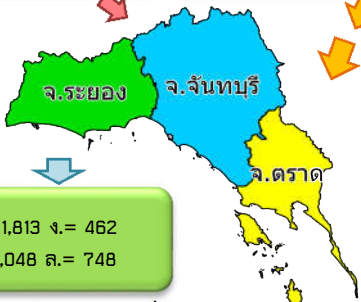 จ.ระยอง
จ.จันทบุรี
จ.ตราด
1,813 ง.= 462
,048 ล.= 748